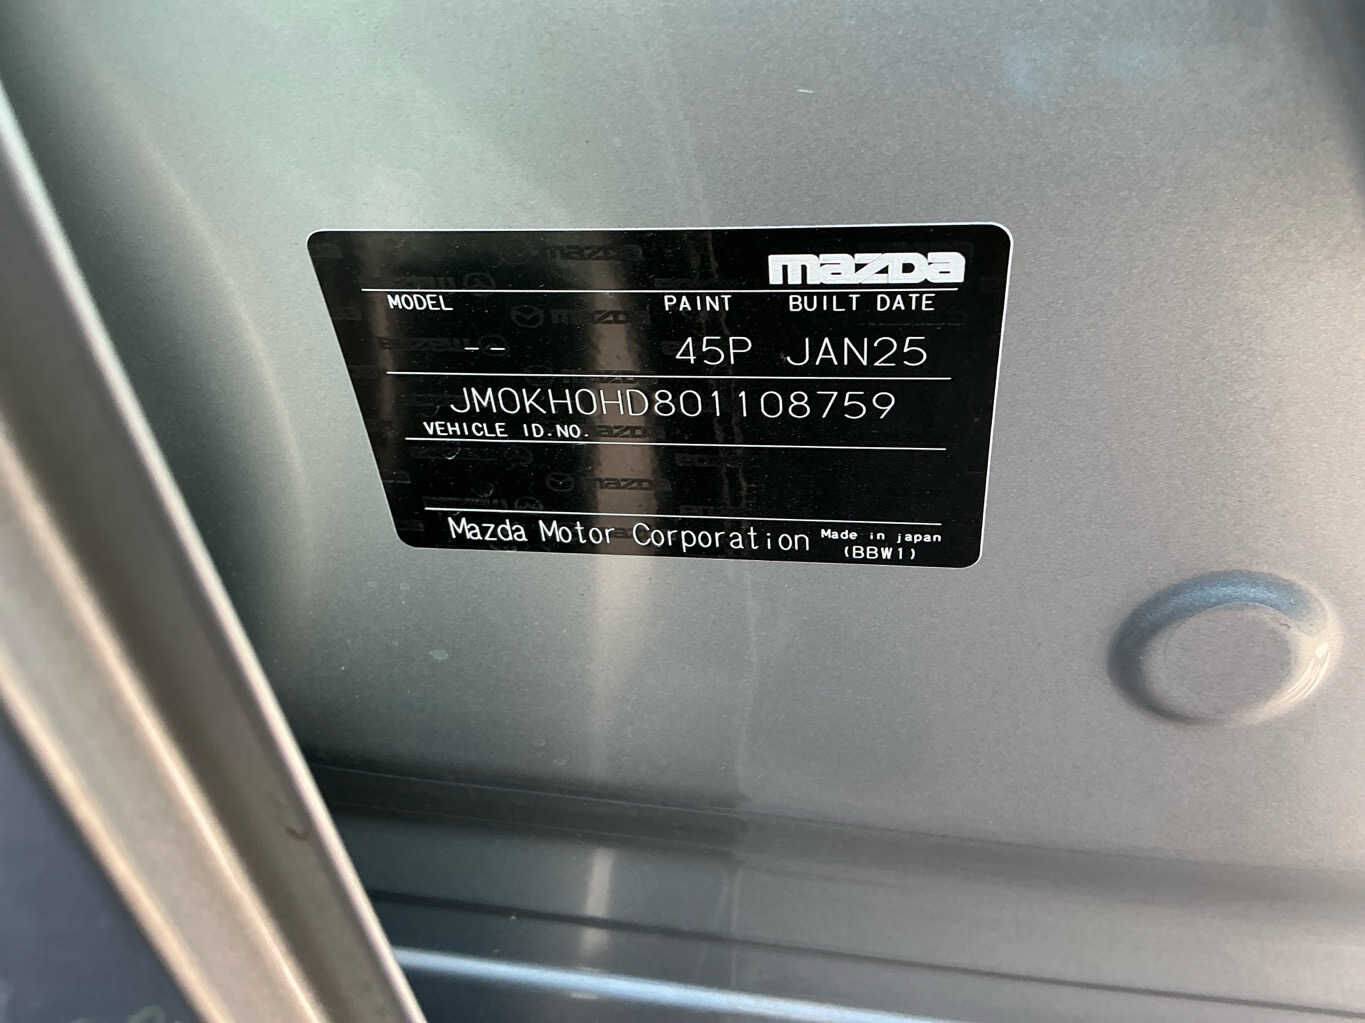 mazda
MODEL PAINT BUILT DATE
-- 45P JAN25
JM0KH0HD801108759
VEHICLE ID.NO.
Mazda Motor Corporation Made in japan
(BBW1)